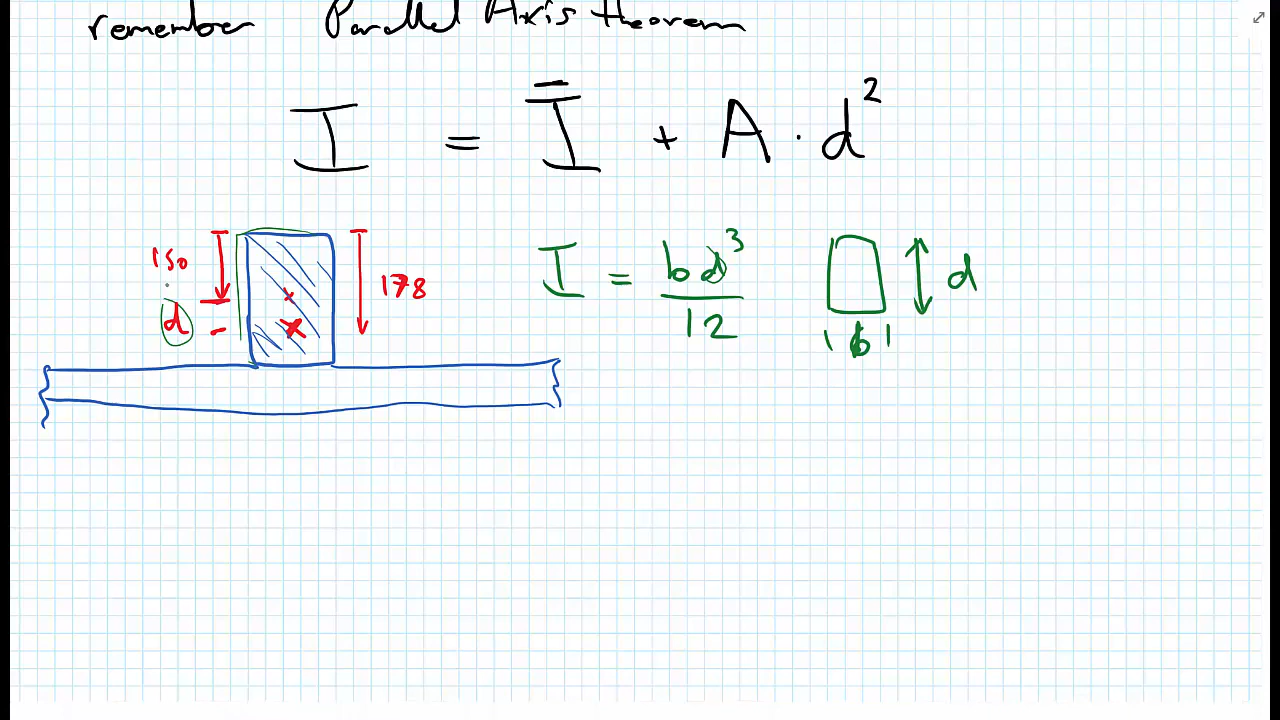 remember Parallel Axis theorem
I = Ī + A · d²
150
d
178
I = bd³/12
d
b